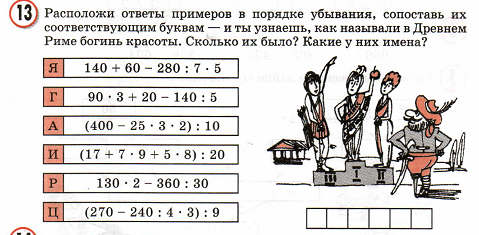 13 Расположи ответы примеров в порядке убывания, сопоставь их
соответствующим буквам — и ты узнаешь, как называли в Древнем
Риме богинь красоты. Сколько их было? Какие у них имена?
Я 140 + 60 − 280 : 7 · 5
Г 90 · 3 + 20 − 140 : 5
А (400 − 25 · 3 · 2) : 10
И (17 + 7 · 9 + 5 · 8) : 20
Р 130 · 2 − 360 : 30
Ц (270 − 240 : 4 · 3) : 9
III I II